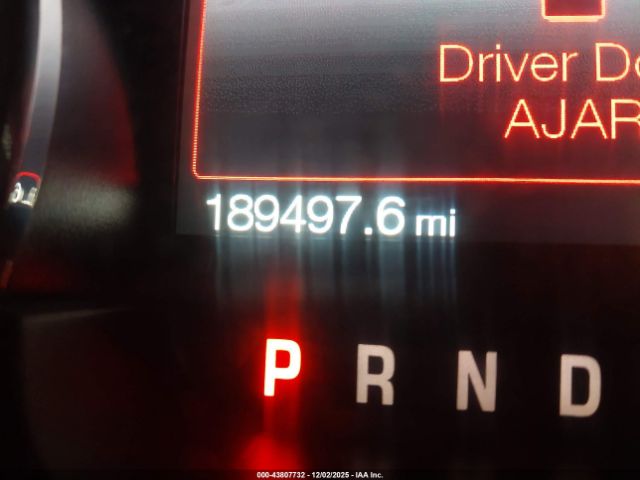 Driver Do
AJAR
189497.6 mi
P R N D
000-43807732 - 12/02/2025 - IAA Inc.